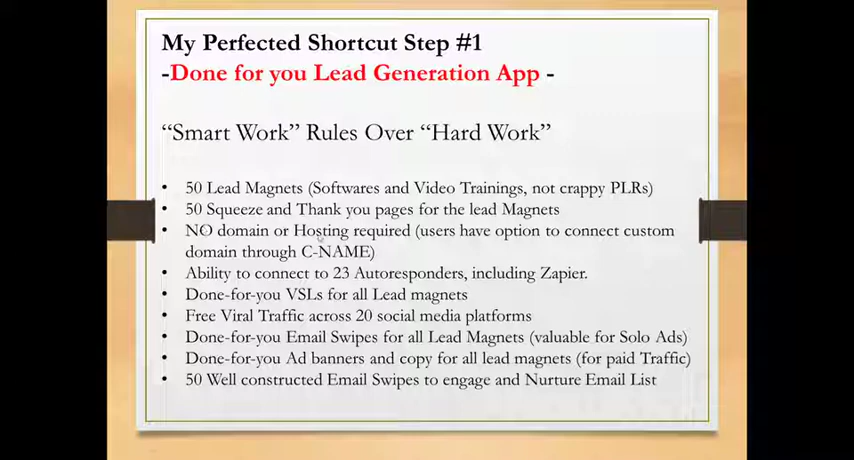 My Perfected Shortcut Step #1
-Done for you Lead Generation App -
“Smart Work” Rules Over “Hard Work”
• 50 Lead Magnets (Softwares and Video Trainings, not crappy PLRs)
• 50 Squeeze and Thank you pages for the lead Magnets
• NO domain or Hosting required (users have option to connect custom
domain through C-NAME)
• Ability to connect to 23 Autoresponders, including Zapier.
• Done-for-you VSLs for all Lead magnets
• Free Viral Traffic across 20 social media platforms
• Done-for-you Email Swipes for all Lead Magnets (valuable for Solo Ads)
• Done-for-you Ad banners and copy for all lead magnets (for paid Traffic)
• 50 Well constructed Email Swipes to engage and Nurture Email List